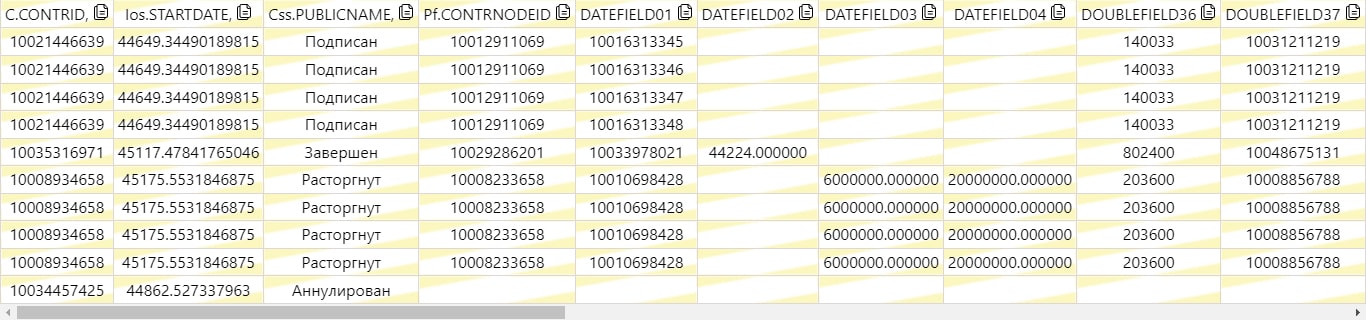 C.CONTRID, Ios.STARTDATE, Css.PUBLICNAME, Pf.CONTRNODEID DATEFIELD01 DATEFIELD02 DATEFIELD03 DATEFIELD04 DOUBLEFIELD36 DOUBLEFIELD37
10021446639 44649.34490189815 Подписан 10012911069 10016313345 140033 10031211219
10021446639 44649.34490189815 Подписан 10012911069 10016313346 140033 10031211219
10021446639 44649.34490189815 Подписан 10012911069 10016313347 140033 10031211219
10021446639 44649.34490189815 Подписан 10012911069 10016313348 140033 10031211219
10035316971 45117.47841765046 Завершен 10029286201 10033978021 44224.000000 802400 10048675131
10008934658 45175.5531846875 Расторгнут 10008233658 10010698428 6000000.000000 20000000.000000 203600 10008856788
10008934658 45175.5531846875 Расторгнут 10008233658 10010698428 6000000.000000 20000000.000000 203600 10008856788
10008934658 45175.5531846875 Расторгнут 10008233658 10010698428 6000000.000000 20000000.000000 203600 10008856788
10008934658 45175.5531846875 Расторгнут 10008233658 10010698428 6000000.000000 20000000.000000 203600 10008856788
10034457425 44862.527337963 Аннулирован